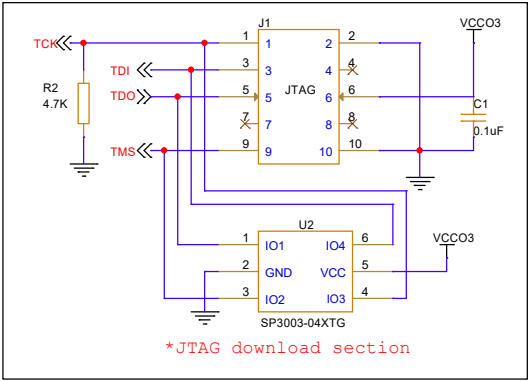 J1
VCCO3
TCK
1 1 2 2
TDI
3 3 4 4
R2
4.7K
JTAG
TDO
5 5 6 6
C1
0.1uF
7 7 8 8
TMS
9 9 10 10
U2
VCCO3
1 IO1 IO4 6
2 GND VCC 5
3 IO2 IO3 4
SP3003-04XTG
*JTAG download section